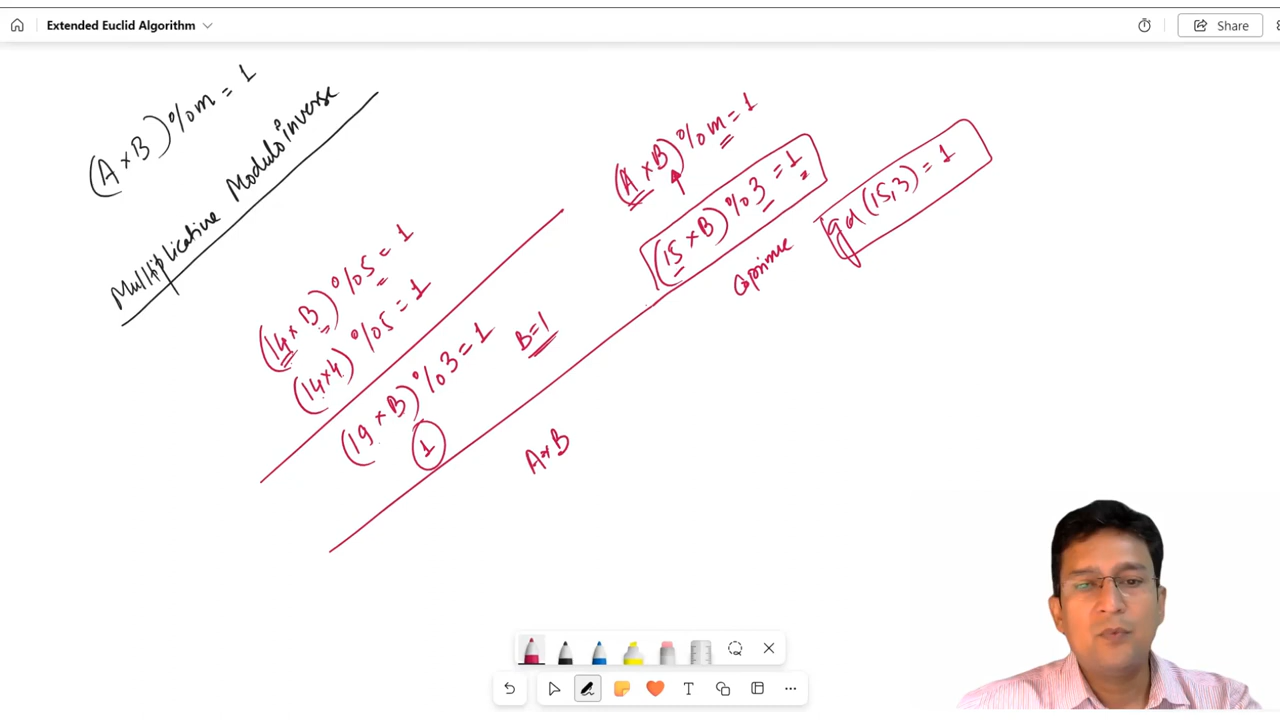 Extended Euclid Algorithm
Share
(A×B)%m = 1
Mulltiplicative Modulo inverse
(14×B)%5 = 1
(14×4)%5 = 1
(19×B)%3 = 1
1
B=1
(A×B)%m = 1
(15×B)%3 = 1
Coprime
gcd(15,3) = 1
A*B
T